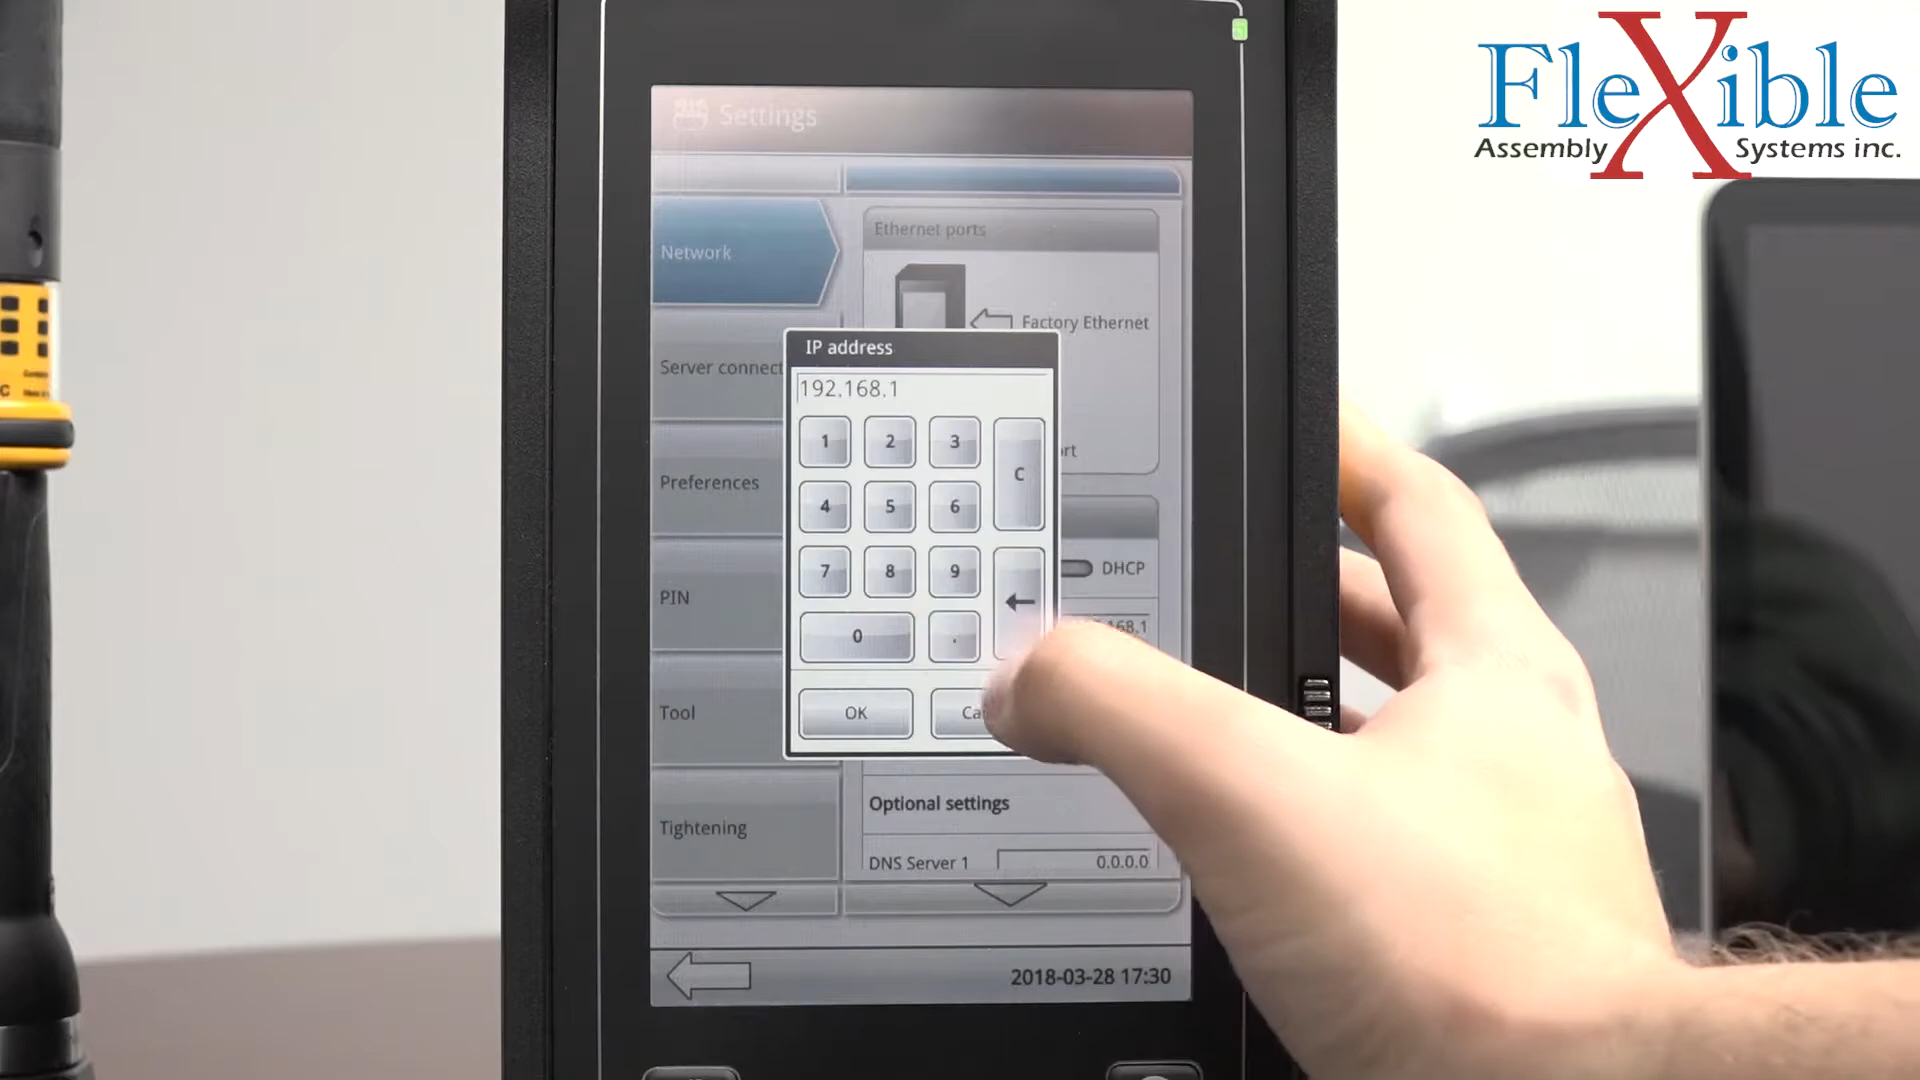 FleXible
Assembly Systems inc.
Settings
Network
Ethernet ports
Factory Ethernet
IP address
Server connect
192.168.1
1 2 3
C
Preferences
4 5 6
7 8 9
DHCP
PIN
0 .
168.1
Tool
OK
Optional settings
Tightening
DNS Server 1 0.0.0.0
2018-03-28 17:30